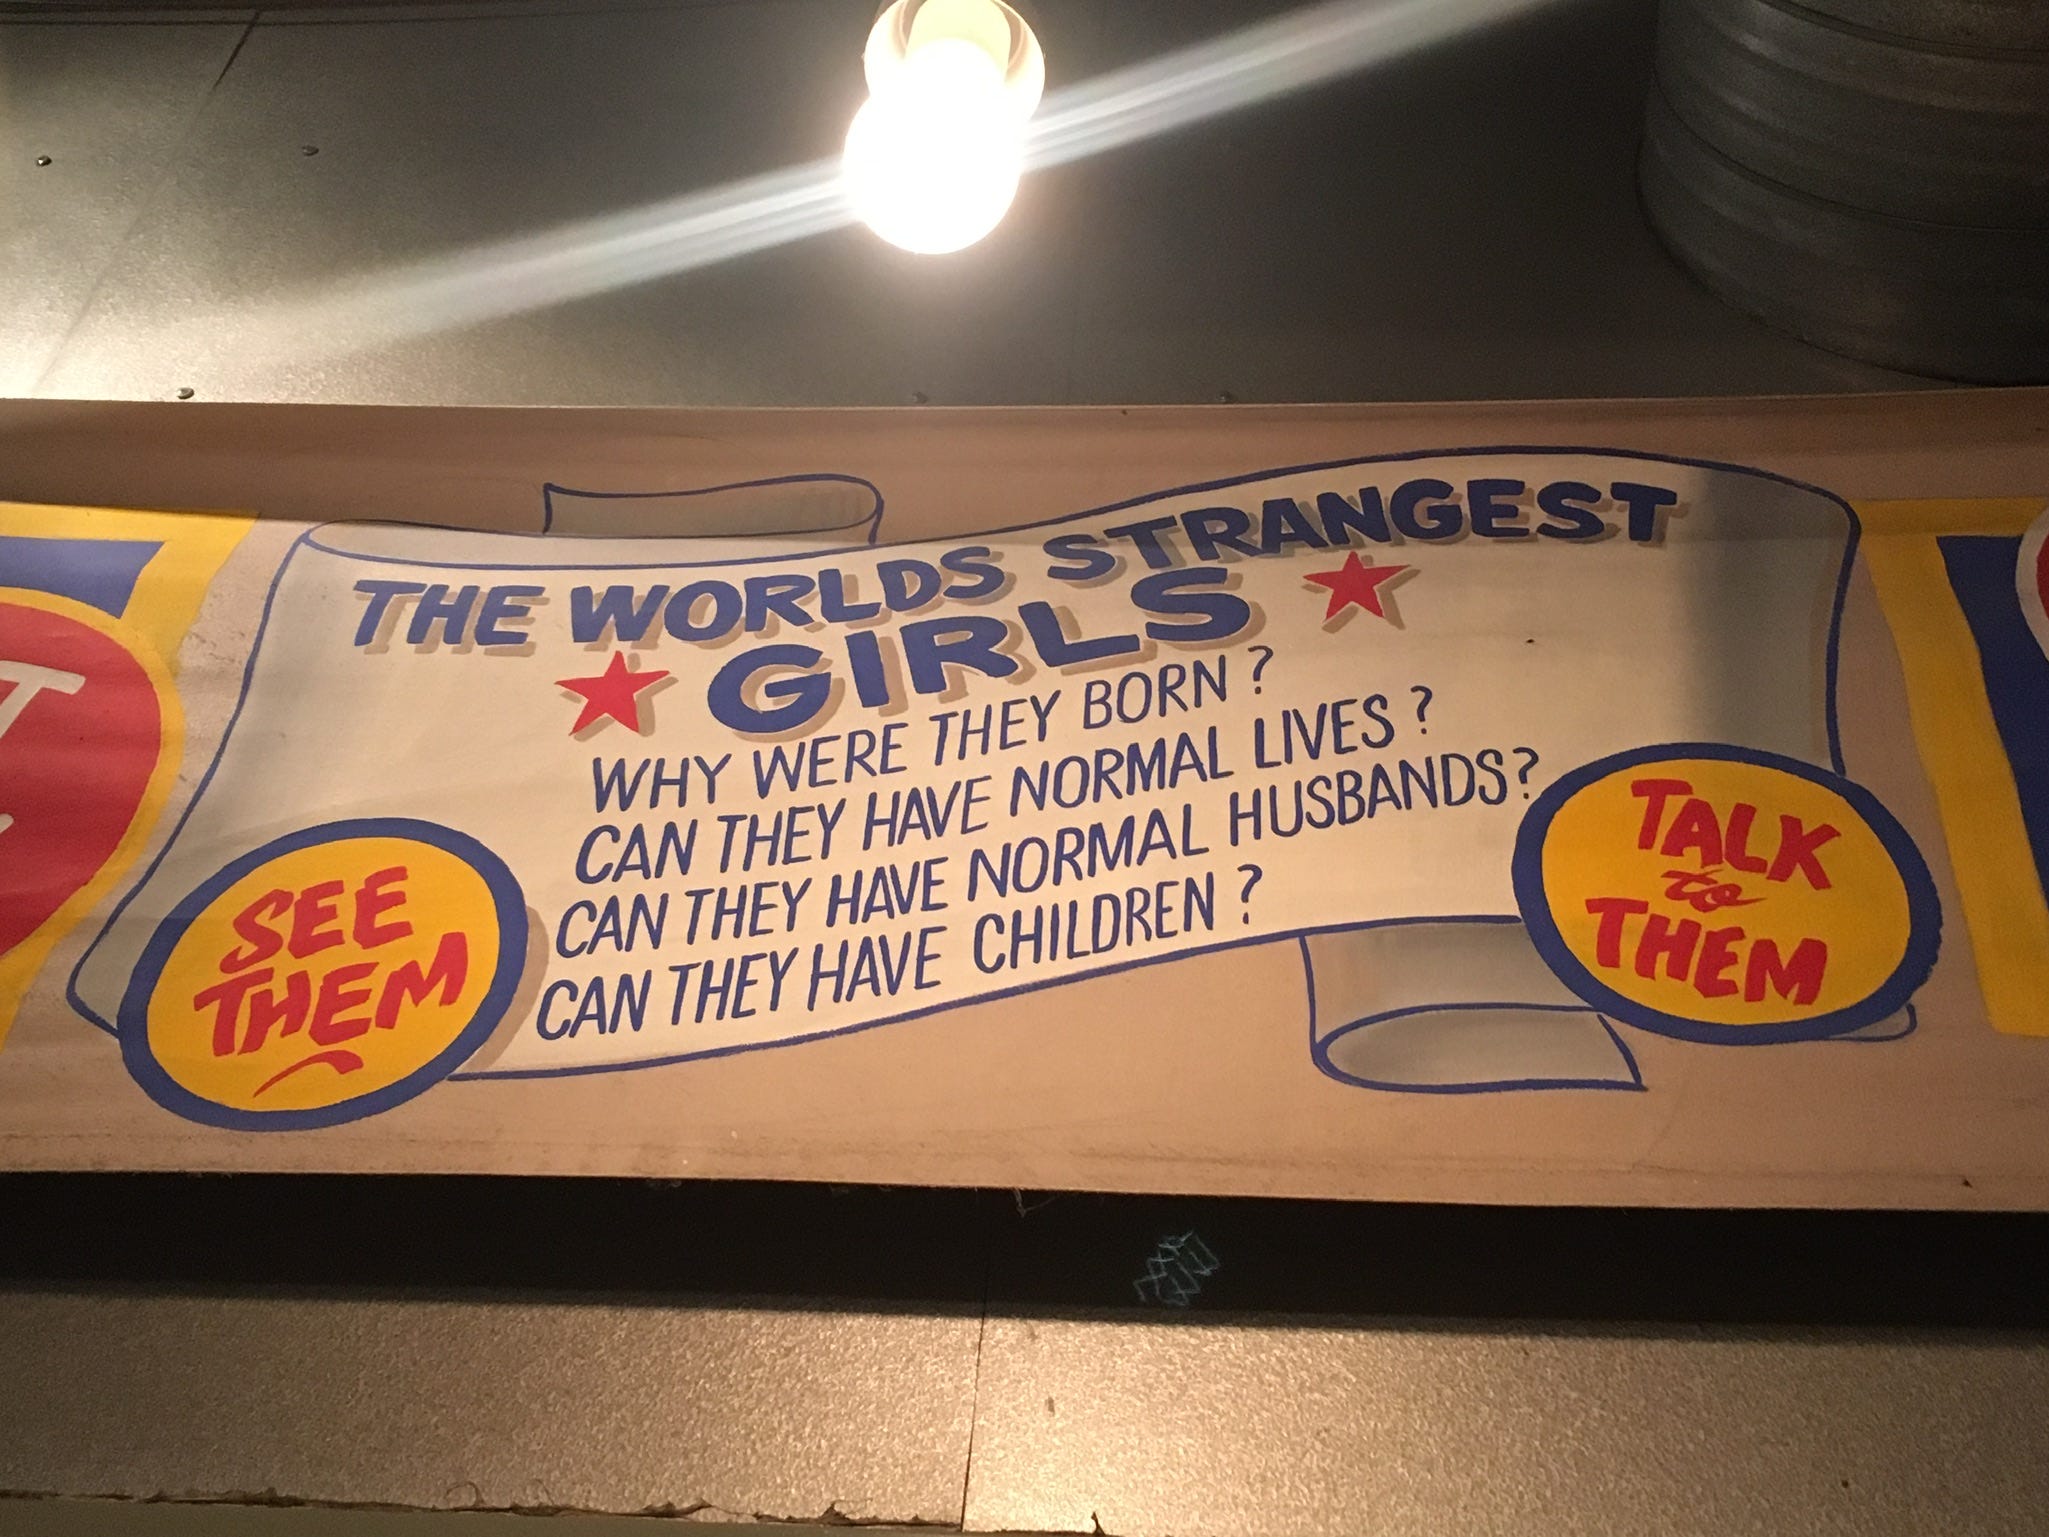 THE WORLDS STRANGEST
GIRLS
WHY WERE THEY BORN ?
CAN THEY HAVE NORMAL LIVES ?
CAN THEY HAVE NORMAL HUSBANDS?
CAN THEY HAVE CHILDREN ?
SEE
THEM
TALK
to
THEM